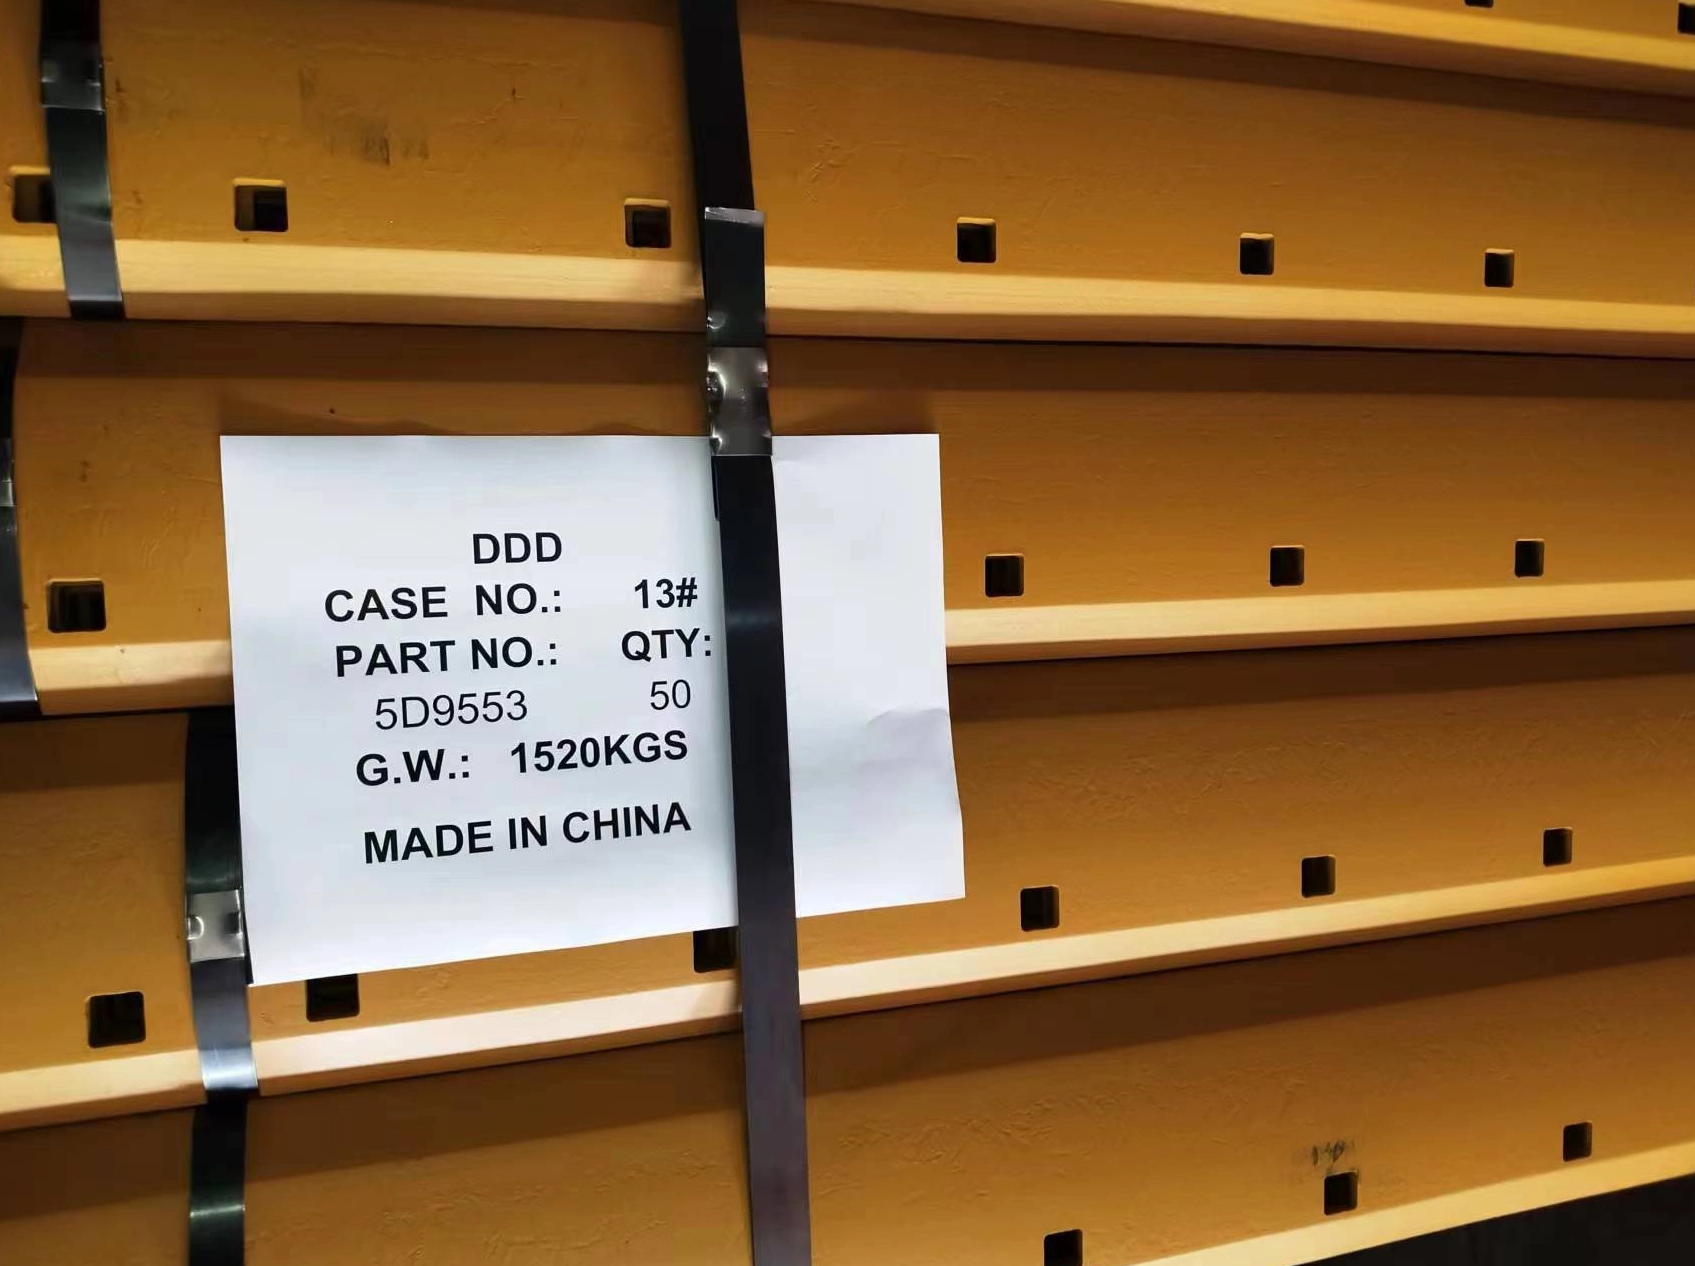 DDD
CASE NO.: 13#
PART NO.: QTY:
5D9553 50
G.W.: 1520KGS
MADE IN CHINA